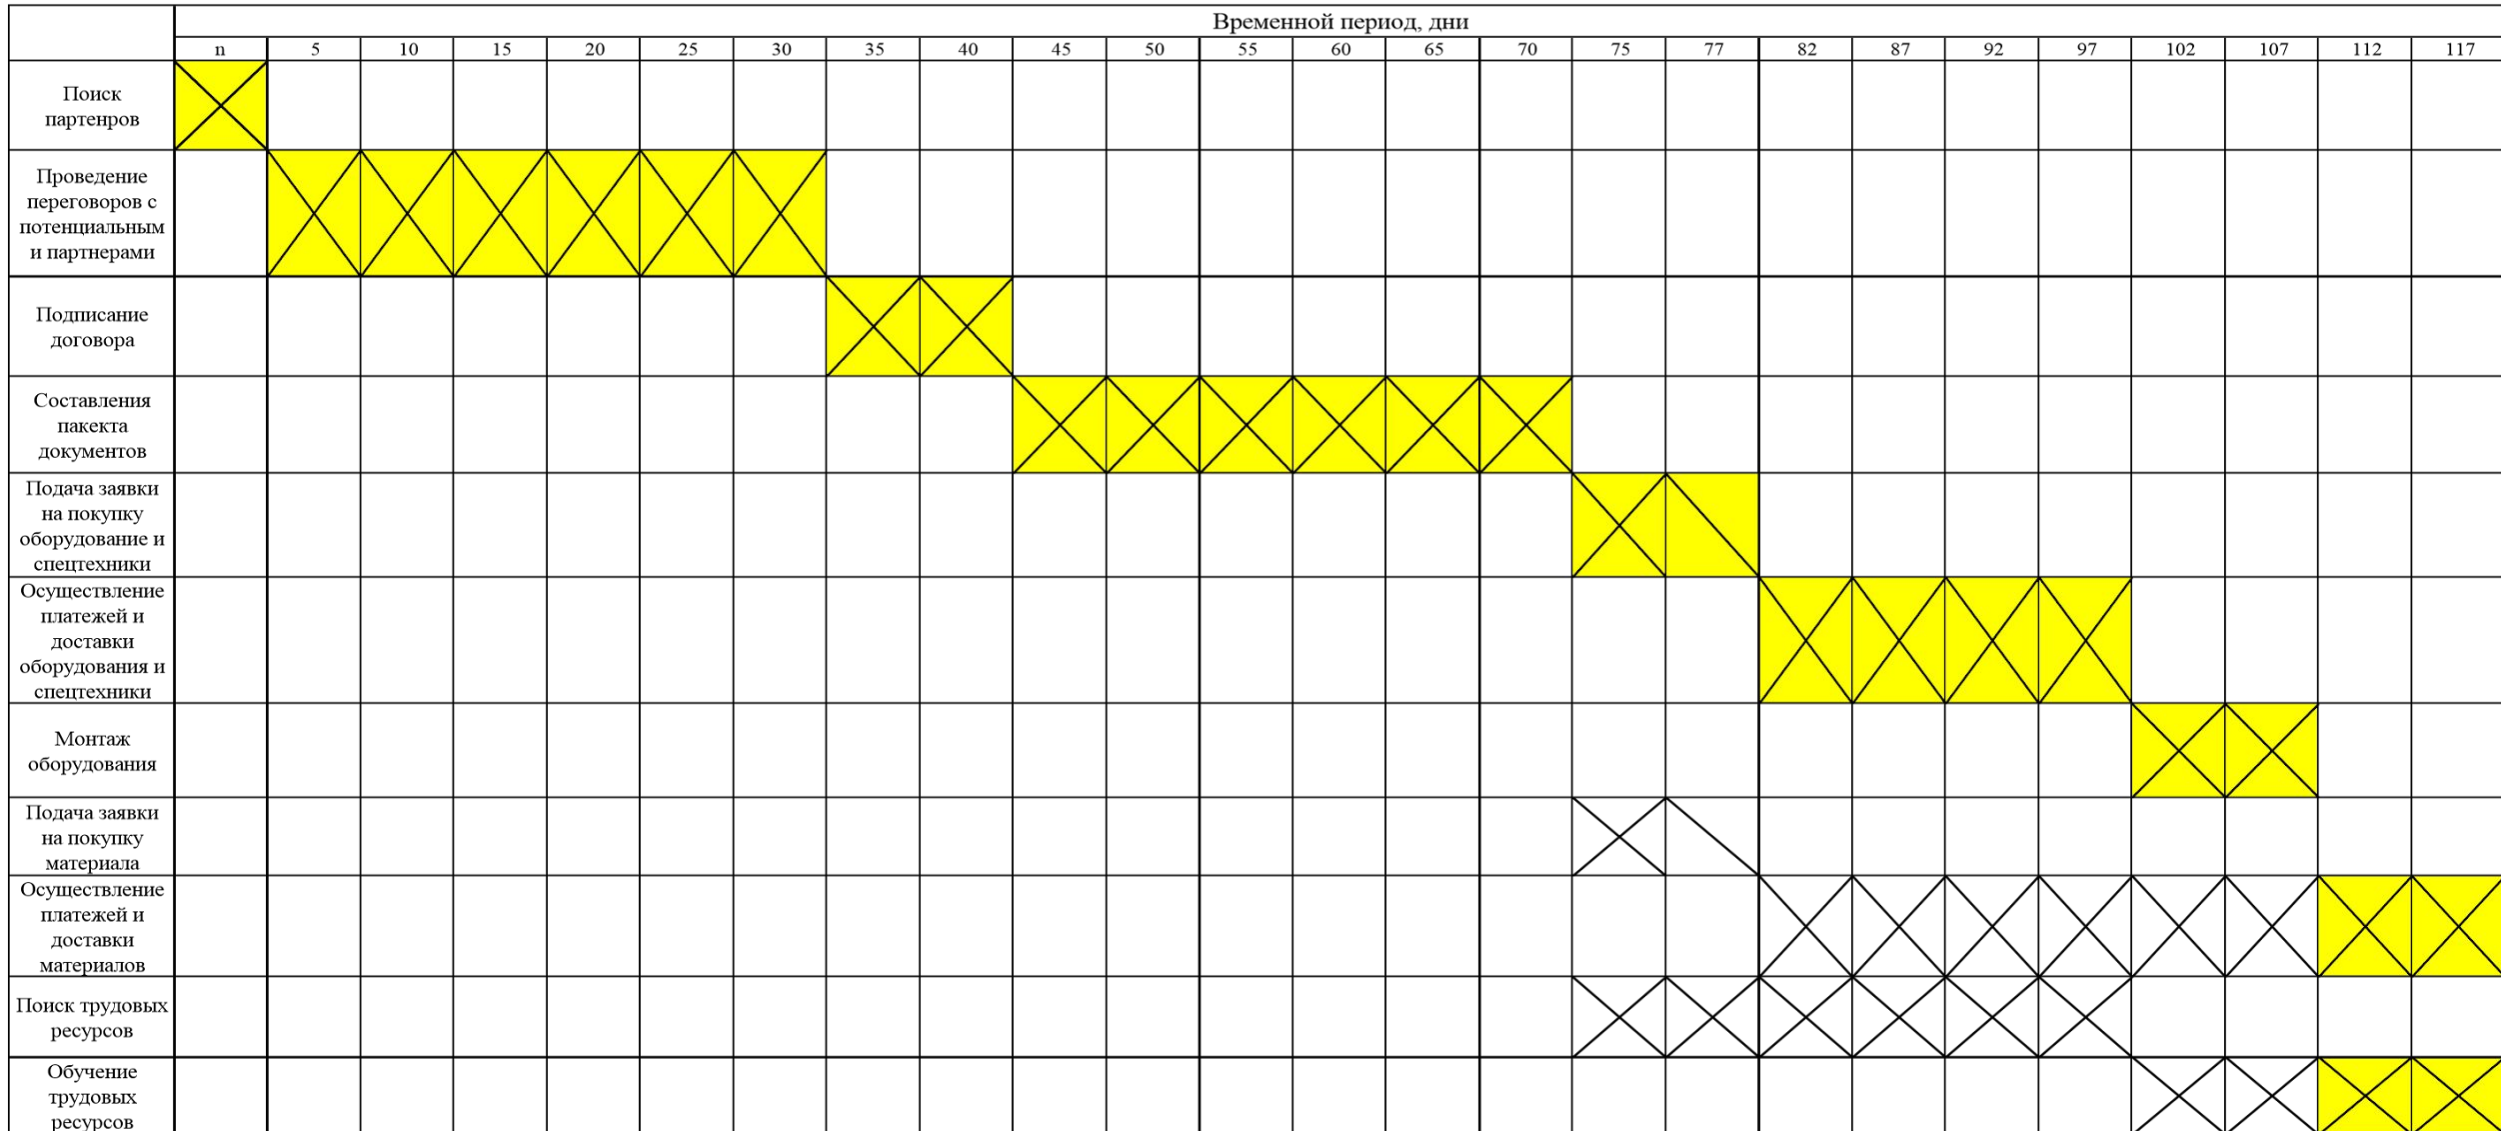 Временной период, дни
n 5 10 15 20 25 30 35 40 45 50 55 60 65 70 75 77 82 87 92 97 102 107 112 117
Поиск
партенров
Проведение
переговоров с
потенциальным
и партнерами
Подписание
договора
Составления
пакекта
документов
Подача заявки
на покупку
оборудование и
спецтехники
Осуществление
платежей и
доставки
оборудования и
спецтехники
Монтаж
оборудования
Подача заявки
на покупку
материала
Осуществление
платежей и
доставки
материалов
Поиск трудовых
ресурсов
Обучение
трудовых
ресурсов